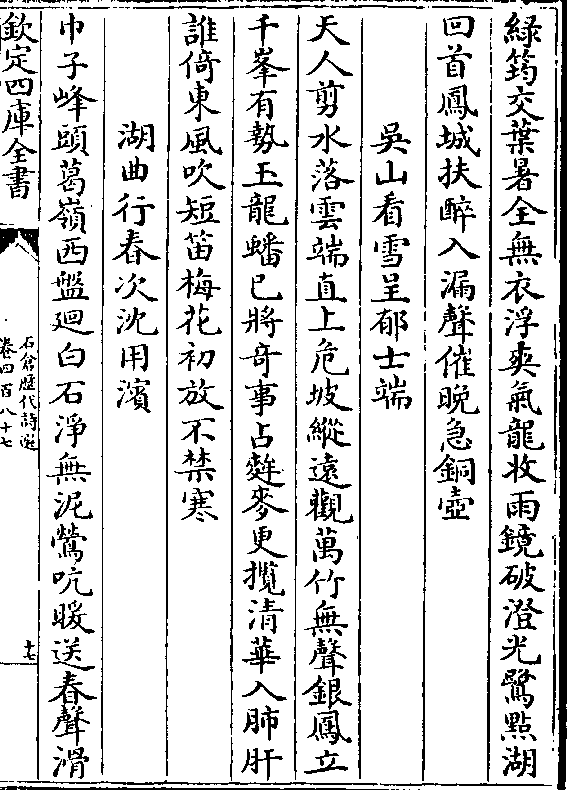 綠筠交葉暑全無衣浮爽氣龍收雨鏡破澄光鷺點湖
回首鳳城扶醉入漏聲催晚急銅壺
吳山看雪呈郁士端
天人剪水落雲端直上危坡縱遠觀萬竹無聲銀鳳立
千峯有勢玉龍蟠已將竒事占麰麥更攬清華入肺肝
誰倚東風吹短笛梅花初放不禁寒
湖曲行春次沈用濱
巾子峰頭葛嶺西盤廻白石淨無泥鶯吭暖送春聲滑
欽定四庫全書
石倉歷代詩選
卷四百八十七
十七